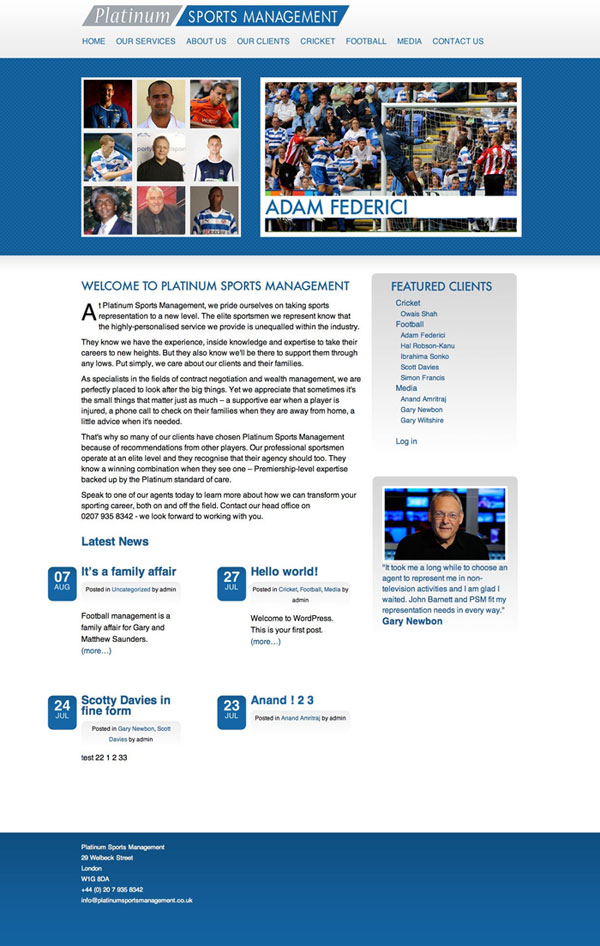 Platinum SPORTS MANAGEMENT
HOME OUR SERVICES ABOUT US OUR CLIENTS CRICKET FOOTBALL MEDIA CONTACT US
ADAM FEDERICI
WELCOME TO PLATINUM SPORTS MANAGEMENT
At Platinum Sports Management, we pride ourselves on taking sports
representation to a new level. The elite sportsmen we represent know that
the highly-personalised service we provide is unequalled within the industry.
They know we have the experience, inside knowledge and expertise to take their
careers to new heights. But they also know we'll be there to support them through
any lows. Put simply, we care about our clients and their families.
As specialists in the fields of contract negotiation and wealth management, we are
perfectly placed to look after the big things. Yet we appreciate that sometimes it's
the small things that matter just as much – a supportive ear when a player is
injured, a phone call to check on their families when they are away from home, a
little advice when it's needed.
That's why so many of our clients have chosen Platinum Sports Management
because of recommendations from other players. Our professional sportsmen
operate at an elite level and they recognise that their agency should too. They
know a winning combination when they see one – Premiership-level expertise
backed up by the Platinum standard of care.
Speak to one of our agents today to learn more about how we can transform your
sporting career, both on and off the field. Contact our head office on
0207 935 8342 - we look forward to working with you.
FEATURED CLIENTS
Cricket
Owais Shah
Football
Adam Federici
Hal Robson-Kanu
Ibrahima Sonko
Scott Davies
Simon Francis
Media
Anand Amritraj
Gary Newbon
Gary Wiltshire
Log in
"It took me a long while to choose an
agent to represent me in non-
television activities and I am glad I
waited. John Barnett and PSM fit my
representation needs in every way."
Gary Newbon
Latest News
07
AUG
It's a family affair
Posted in Uncategorized by admin
Football management is a
family affair for Gary and
Matthew Saunders.
(more…)
27
JUL
Hello world!
Posted in Cricket, Football, Media by
admin
Welcome to WordPress.
This is your first post.
(more…)
24
JUL
Scotty Davies in
fine form
Posted in Gary Newbon, Scott
Davies by admin
test 22 1 2 33
23
JUL
Anand ! 2 3
Posted in Anand Amritraj by admin
Platinum Sports Management
29 Welbeck Street
London
W1G 8DA
+44 (0) 20 7 935 8342
info@platinumsportsmanagement.co.uk